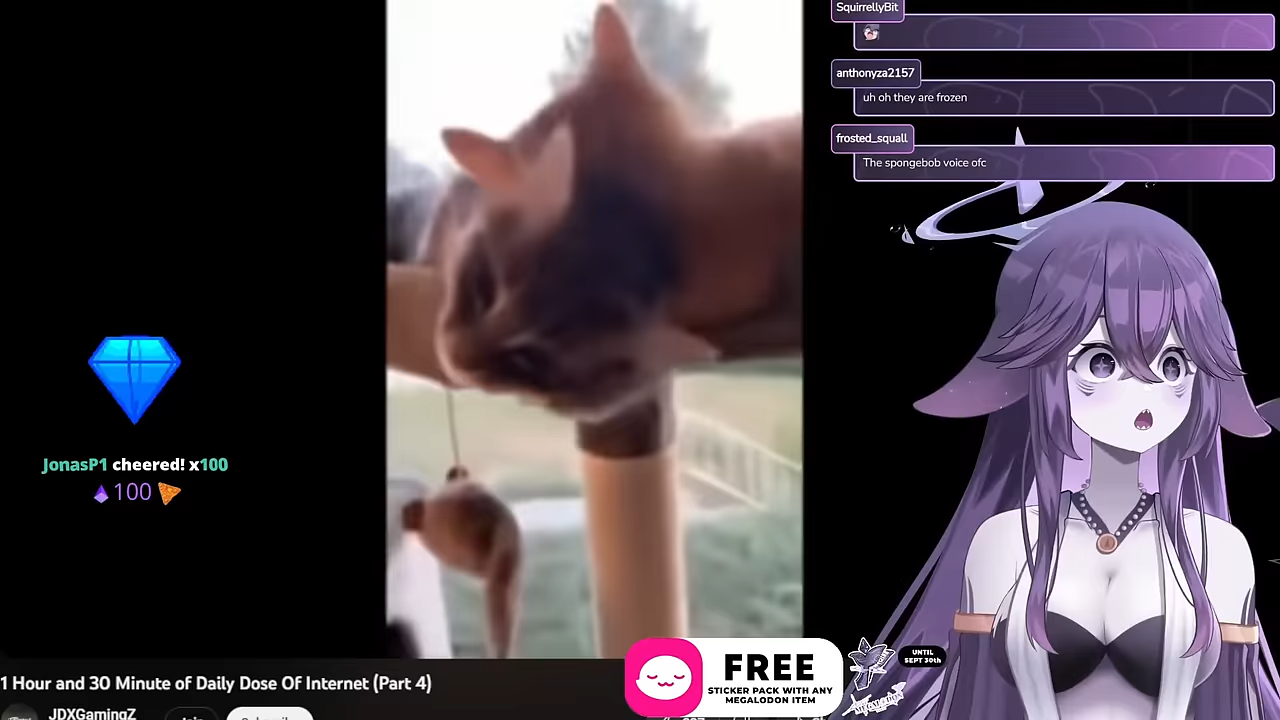 SquirrellyBit
anthonyza2157
uh oh they are frozen
frosted_squall
The spongebob voice ofc
JonasP1 cheered! x100
100
FREE
STICKER PACK WITH ANY
MEGALODON ITEM
UNTIL
SEPT 30th
1 Hour and 30 Minute of Daily Dose Of Internet (Part 4)
JDXGamingZ
Join
Subscribe